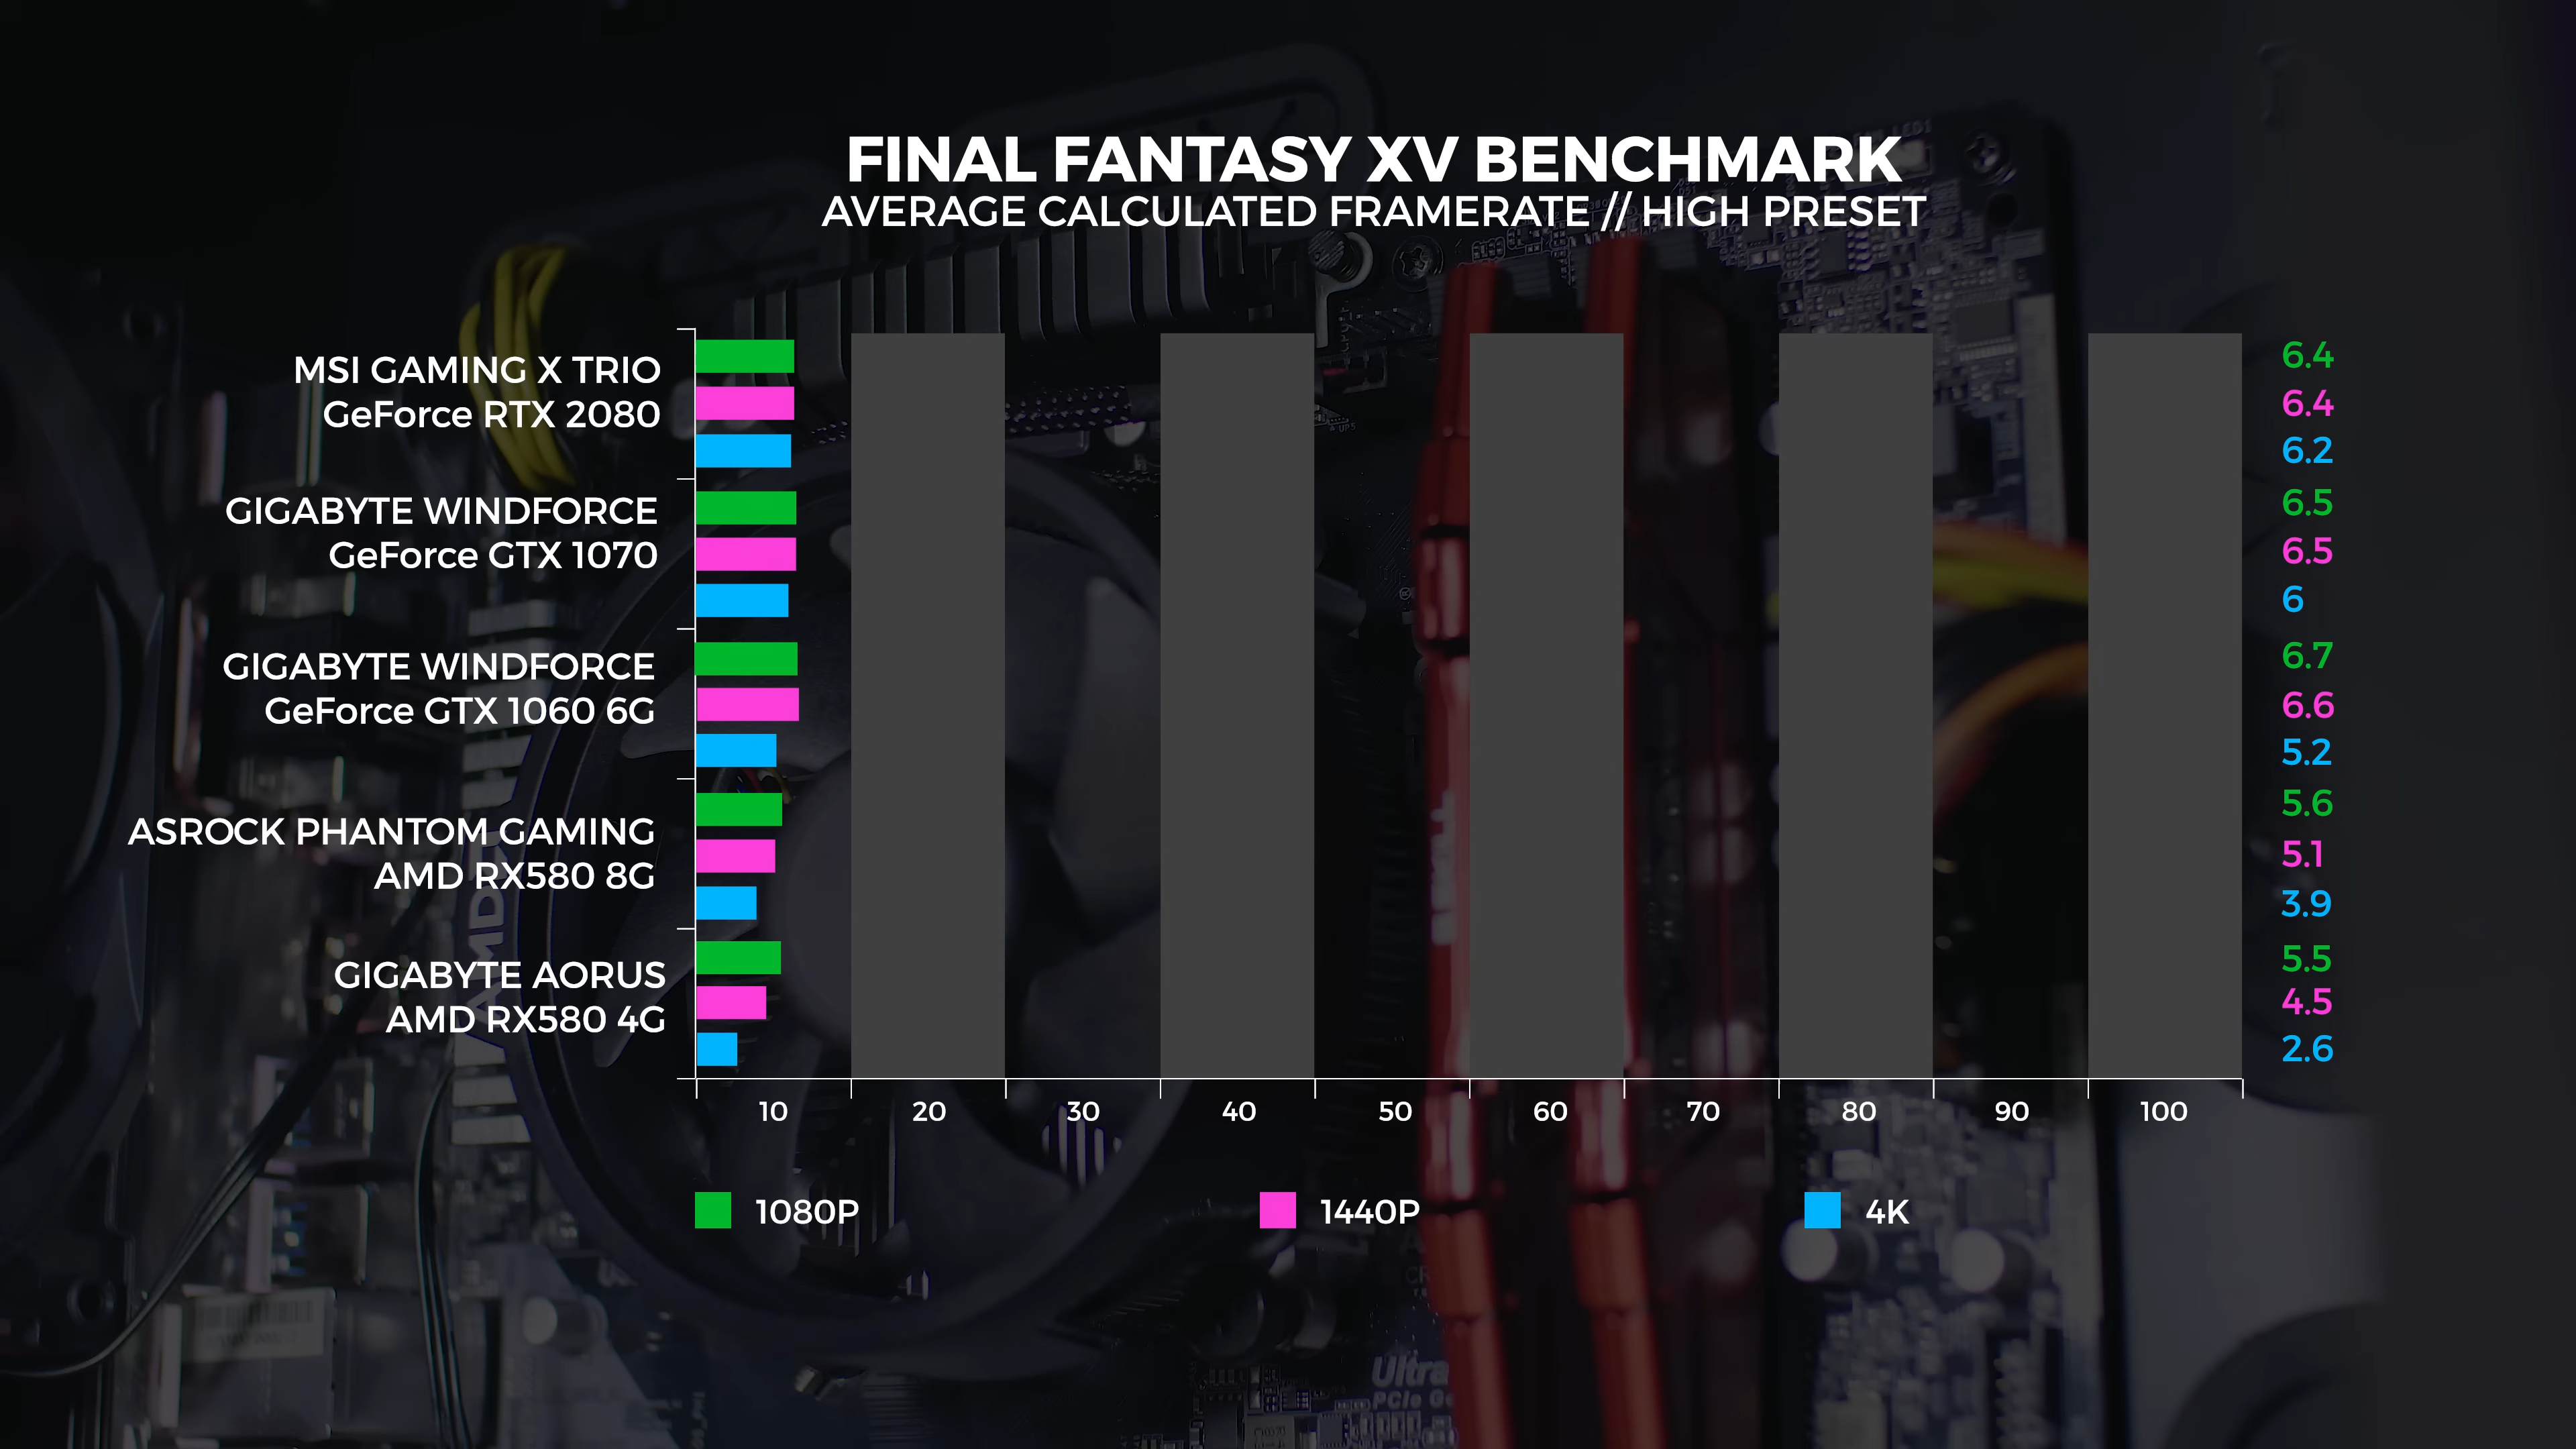 FINAL FANTASY XV BENCHMARK
AVERAGE CALCULATED FRAMERATE // HIGH PRESET
MSI GAMING X TRIO
GeForce RTX 2080
6.4
6.4
6.2
GIGABYTE WINDFORCE
GeForce GTX 1070
6.5
6.5
6
GIGABYTE WINDFORCE
GeForce GTX 1060 6G
6.7
6.6
5.2
ASROCK PHANTOM GAMING
AMD RX580 8G
5.6
5.1
3.9
GIGABYTE AORUS
AMD RX580 4G
5.5
4.5
2.6
10 20 30 40 50 60 70 80 90 100
1080P 1440P 4K
AMD
Ultra
PCIe